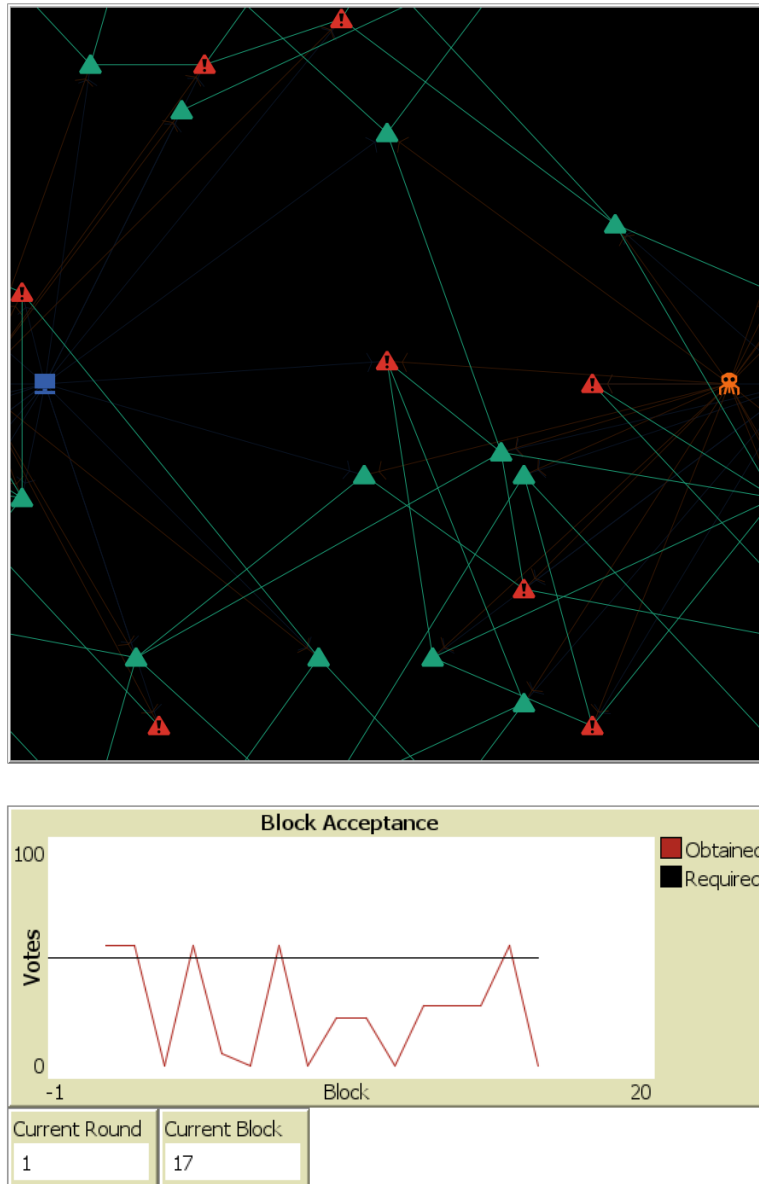 Block Acceptance
100
Votes
0
-1
Block
20
Obtained
Required
Current Round
1
Current Block
17